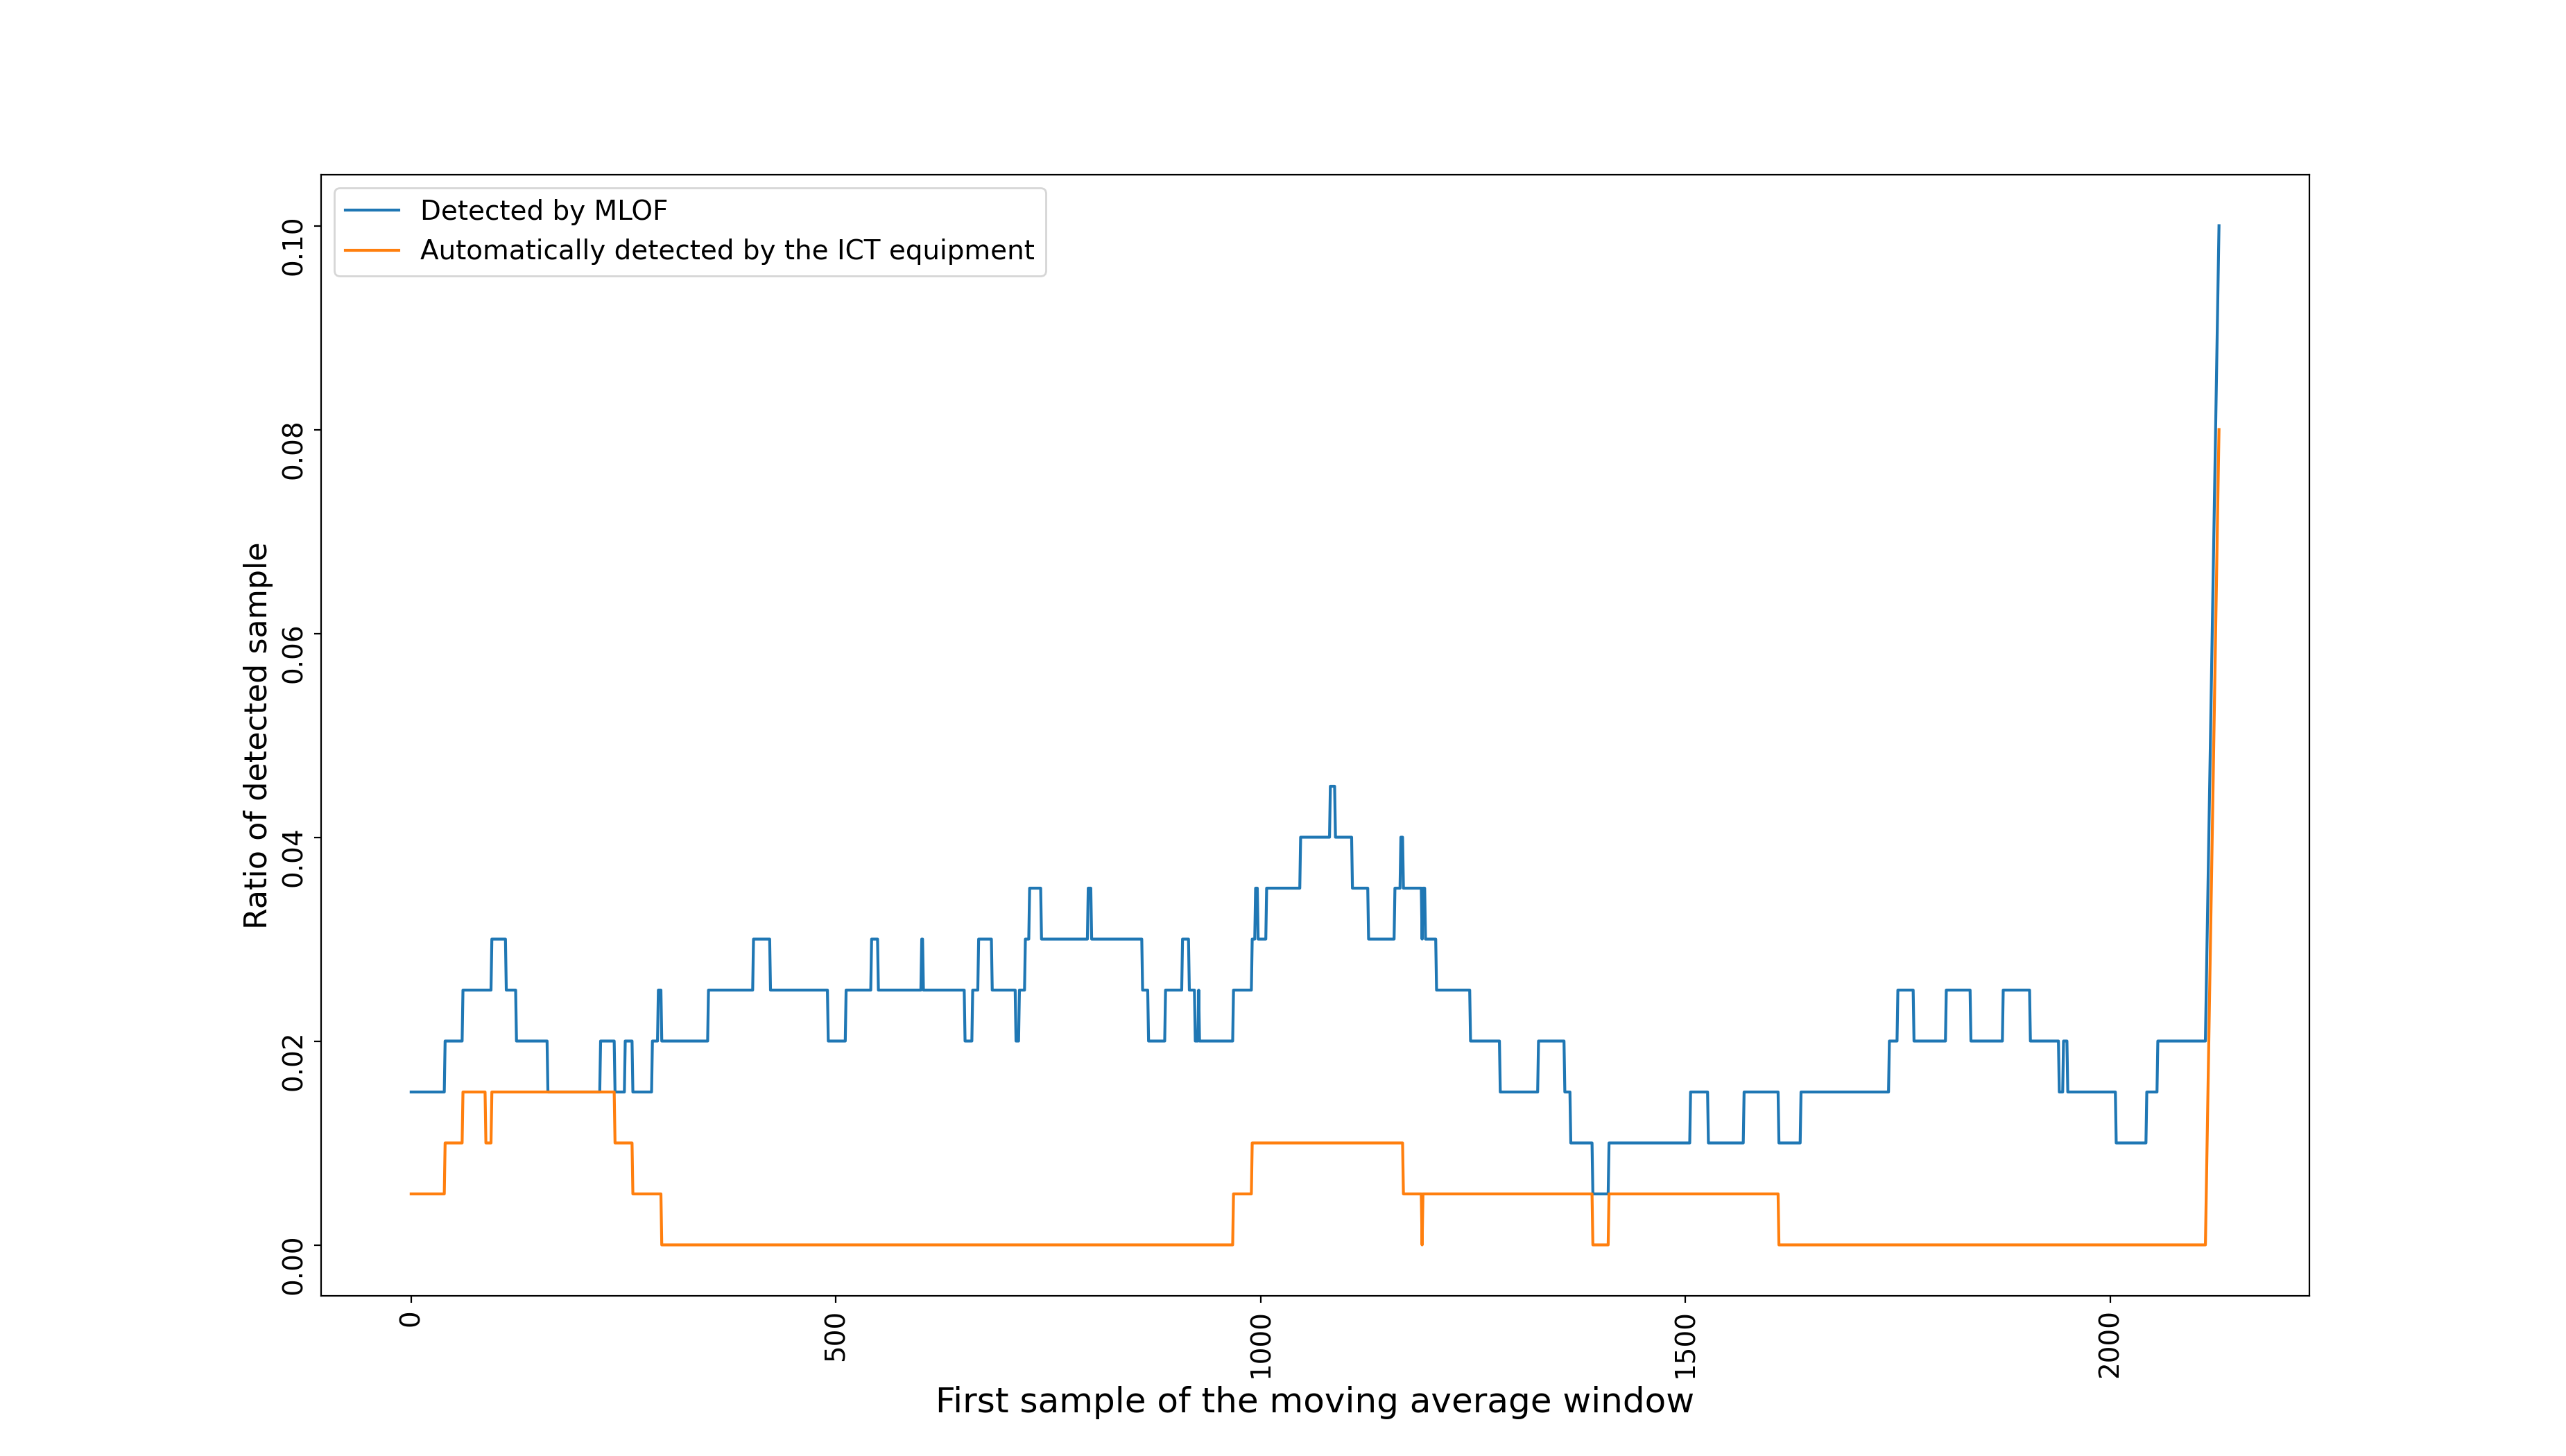 Detected by MLOF
Automatically detected by the ICT equipment
Ratio of detected sample
0.10
0.08
0.06
0.04
0.02
0.00
0
500
1000
1500
2000
First sample of the moving average window